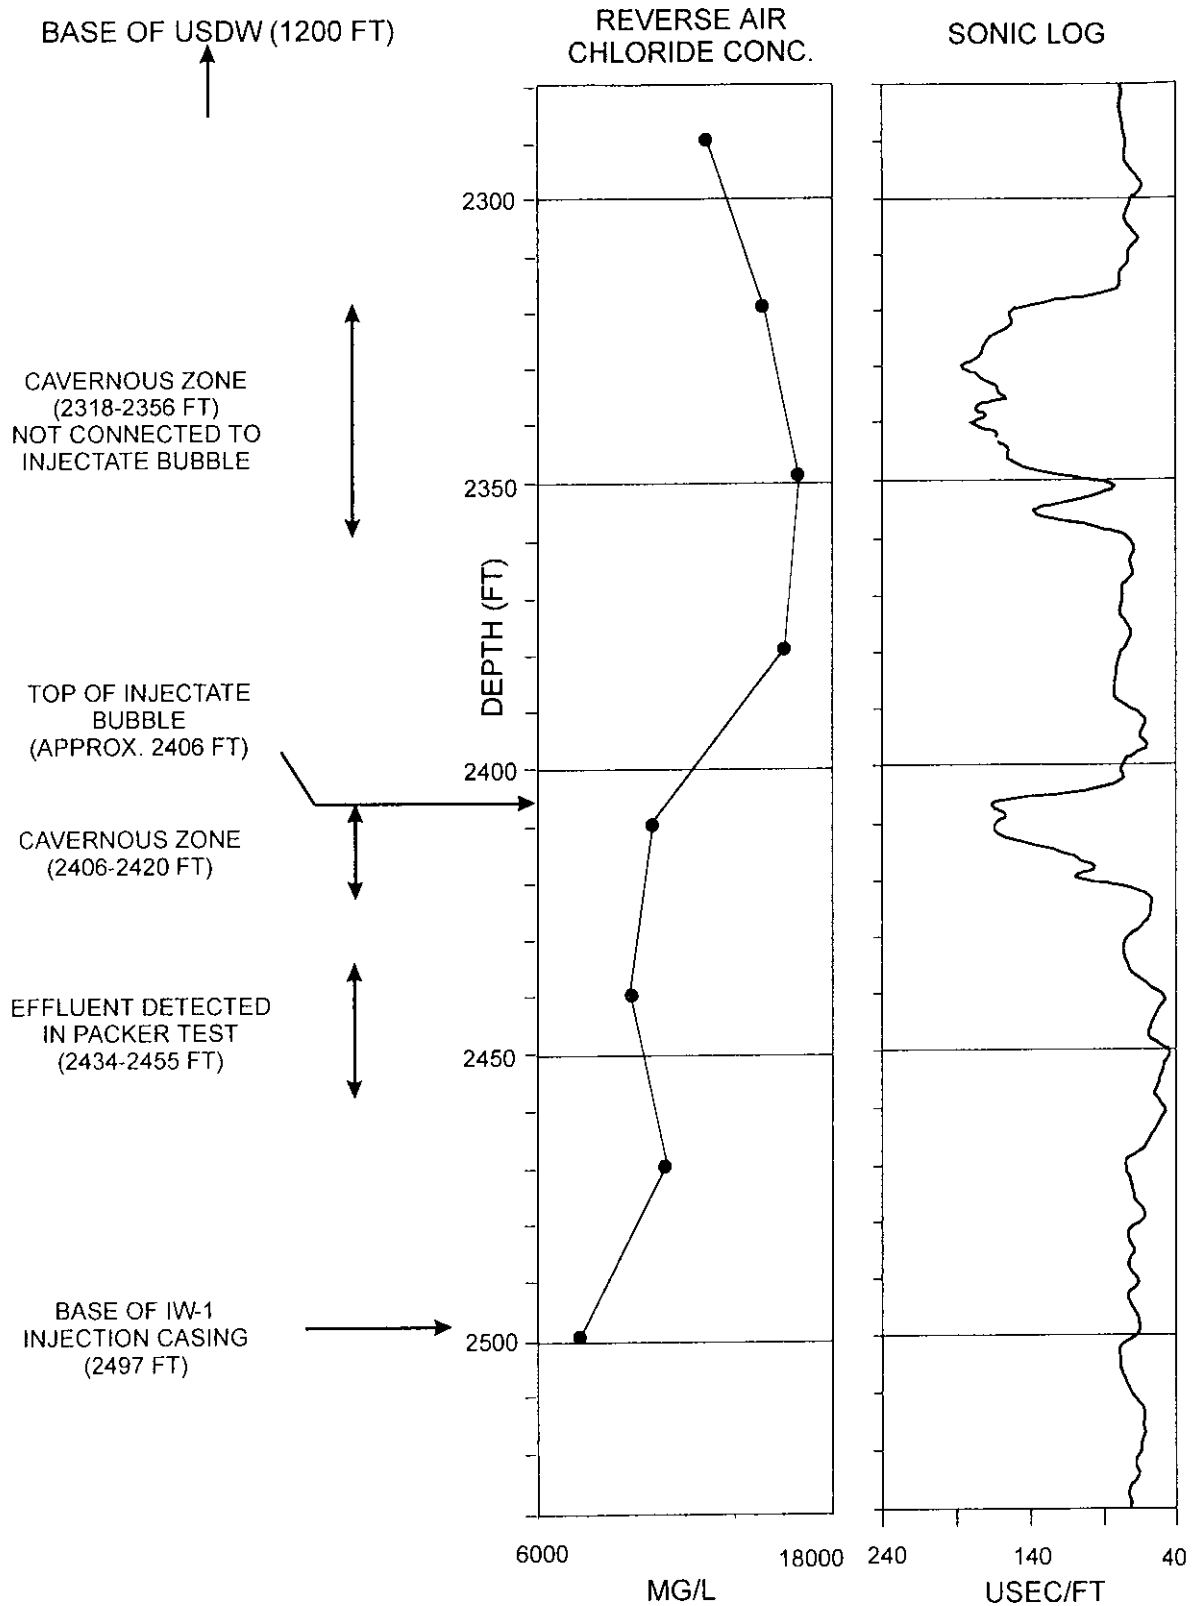 BASE OF USDW (1200 FT)
REVERSE AIR
CHLORIDE CONC.
SONIC LOG
CAVERNOUS ZONE
(2318-2356 FT)
NOT CONNECTED TO
INJECTATE BUBBLE
TOP OF INJECTATE
BUBBLE
(APPROX. 2406 FT)
CAVERNOUS ZONE
(2406-2420 FT)
EFFLUENT DETECTED
IN PACKER TEST
(2434-2455 FT)
BASE OF IW-1
INJECTION CASING
(2497 FT)
DEPTH (FT)
2300
2350
2400
2450
2500
6000
18000
MG/L
240
140
40
USEC/FT